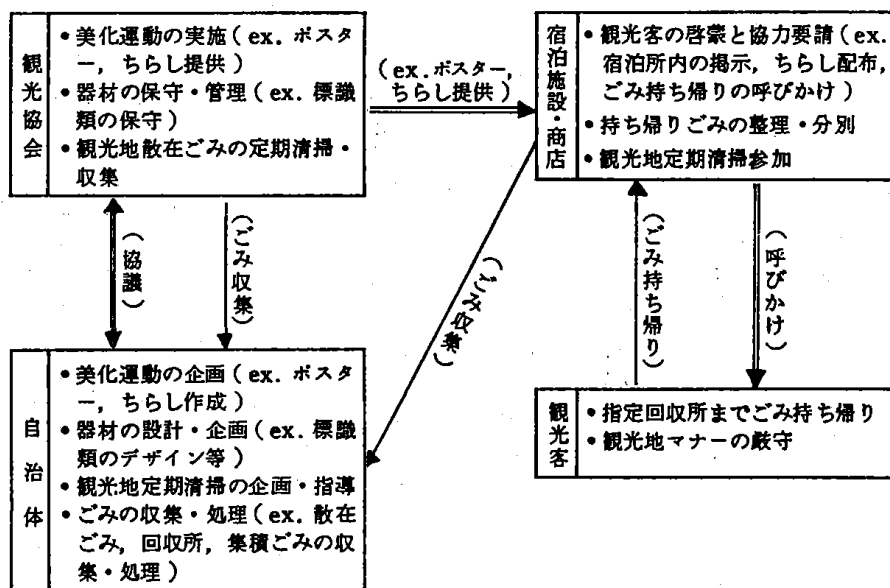 観光協会
・美化運動の実施(ex.ポスタ
ー,ちらし提供)
・器材の保守・管理(ex.標識
類の保守)
・観光地散在ごみの定期清掃・
収集
(ex.ポスター,
ちらし提供)
宿泊施設・商店
・観光客の啓蒙と協力要請(ex.
宿泊所内の掲示,ちらし配布,
ごみ持ち帰りの呼びかけ)
・持ち帰りごみの整理・分別
・観光地定期清掃参加
(協議)
(ごみ収集)
(ごみ収集)
(ごみ持ち帰り)
(呼びかけ)
自治体
・美化運動の企画(ex.ポスタ
ー,ちらし作成)
・器材の設計・企画(ex.標識
類のデザイン等)
・観光地定期清掃の企画・指導
・ごみの収集・処理(ex.散在
ごみ,回収所,集積ごみの収
集・処理)
観光客
・指定回収所までごみ持ち帰り
・観光地マナーの厳守